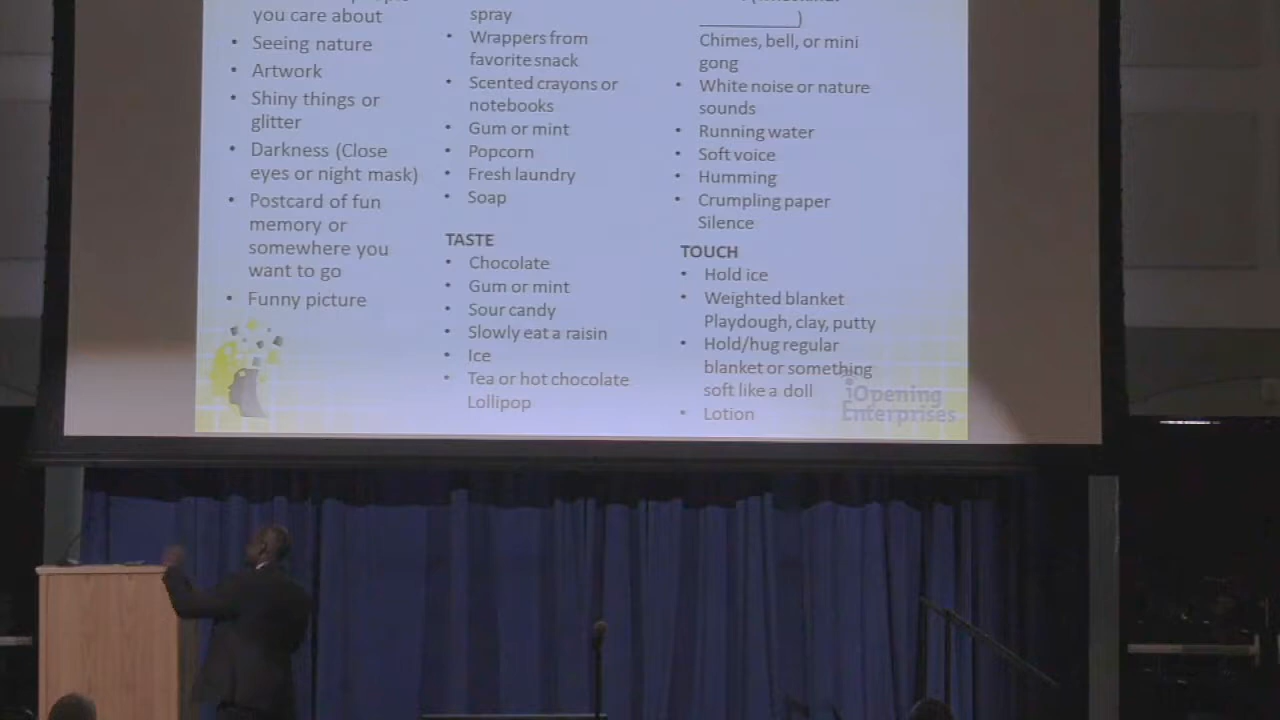 you care about
• Seeing nature
• Artwork
• Shiny things or
glitter
• Darkness (Close
eyes or night mask)
• Postcard of fun
memory or
somewhere you
want to go
• Funny picture
spray
• Wrappers from
favorite snack
• Scented crayons or
notebooks
• Gum or mint
• Popcorn
• Fresh laundry
• Soap
TASTE
• Chocolate
• Gum or mint
• Sour candy
• Slowly eat a raisin
• Ice
• Tea or hot chocolate
Lollipop
__________)
Chimes, bell, or mini
gong
• White noise or nature
sounds
• Running water
• Soft voice
• Humming
• Crumpling paper
Silence
TOUCH
• Hold ice
• Weighted blanket
Playdough, clay, putty
• Hold/hug regular
blanket or something
soft like a doll
• Lotion
iOpening
Enterprises